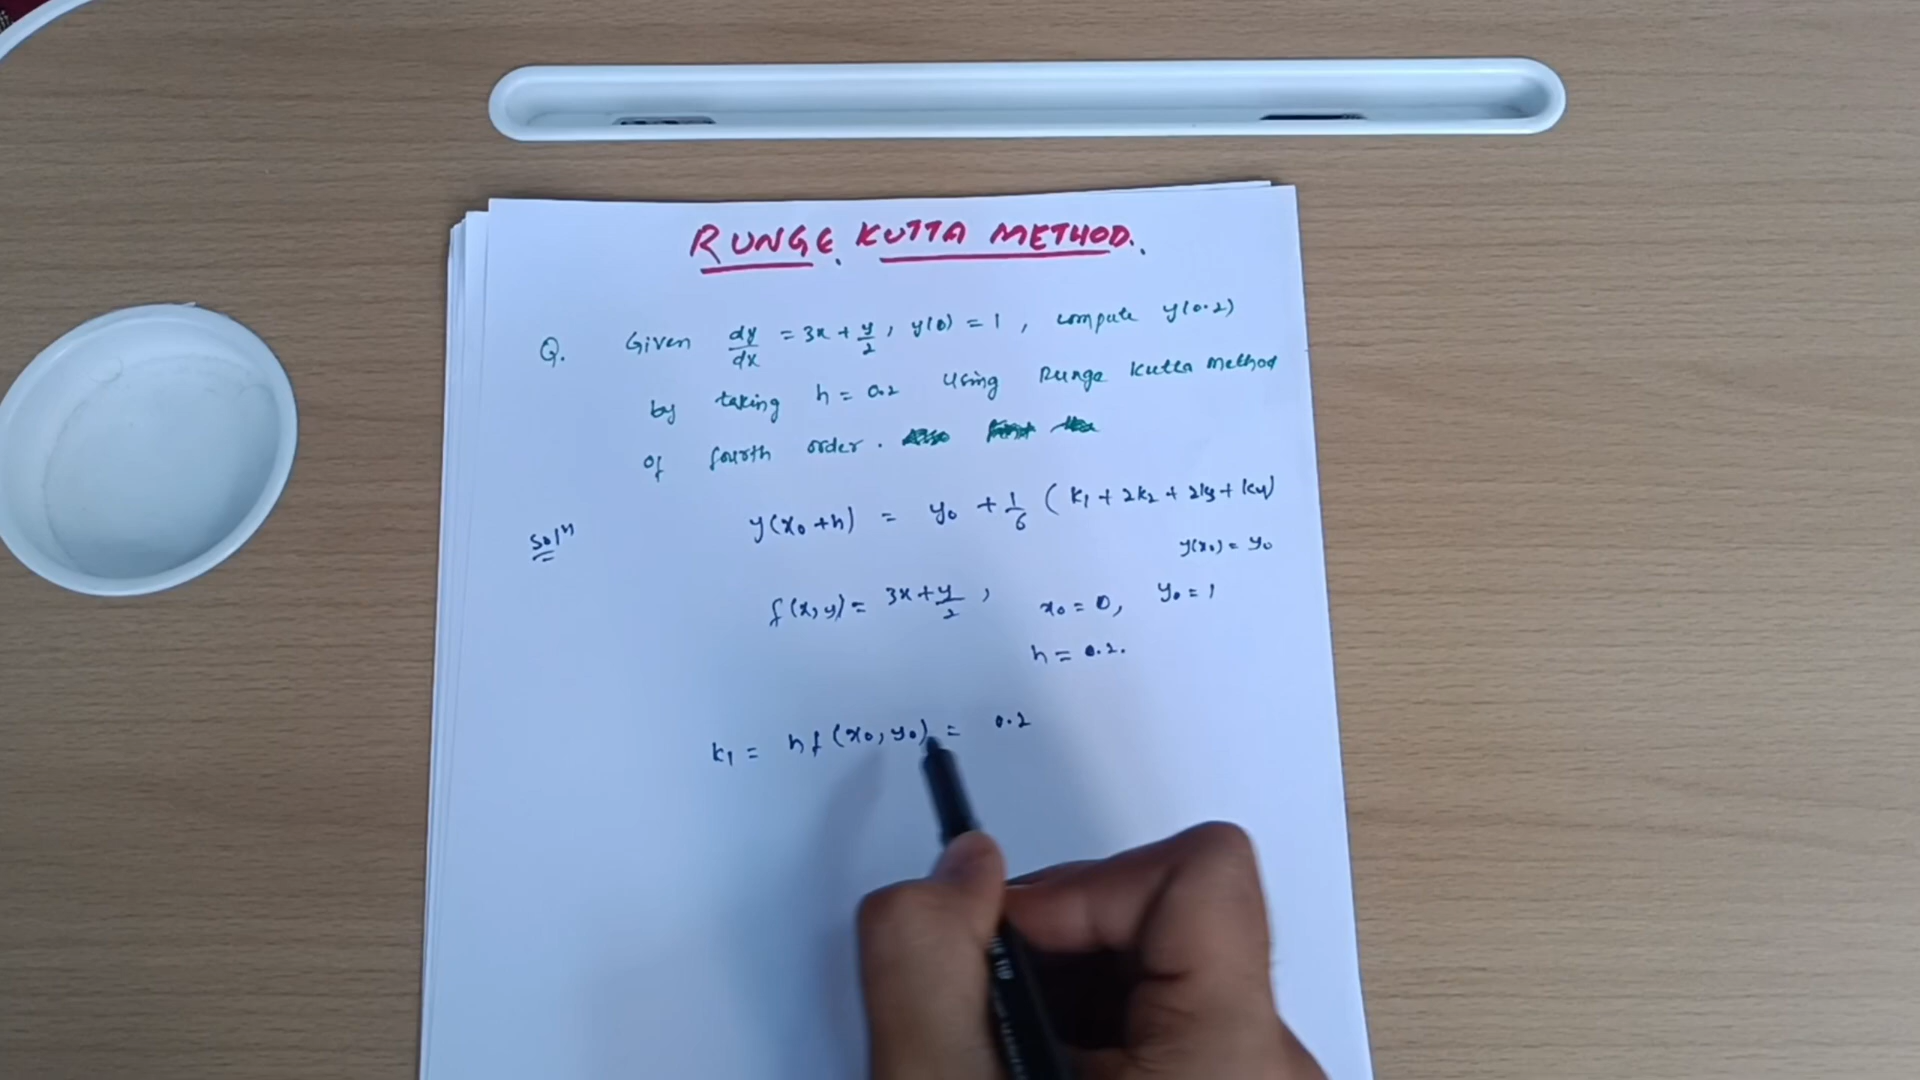 RUNGE KUTTA METHOD.
Q. Given dy/dx = 3x + y/2, y(0) = 1, compute y(0.2)
by taking h = 0.2 using Runge Kutta Method
of fourth order.
Solⁿ y(x₀ + h) = y₀ + 1/6 (k₁ + 2k₂ + 2k₃ + k₄)
y(x₀) = y₀
f(x, y) = 3x + y/2, x₀ = 0, y₀ = 1
h = 0.2.
k₁ = hf(x₀, y₀) = 0.2